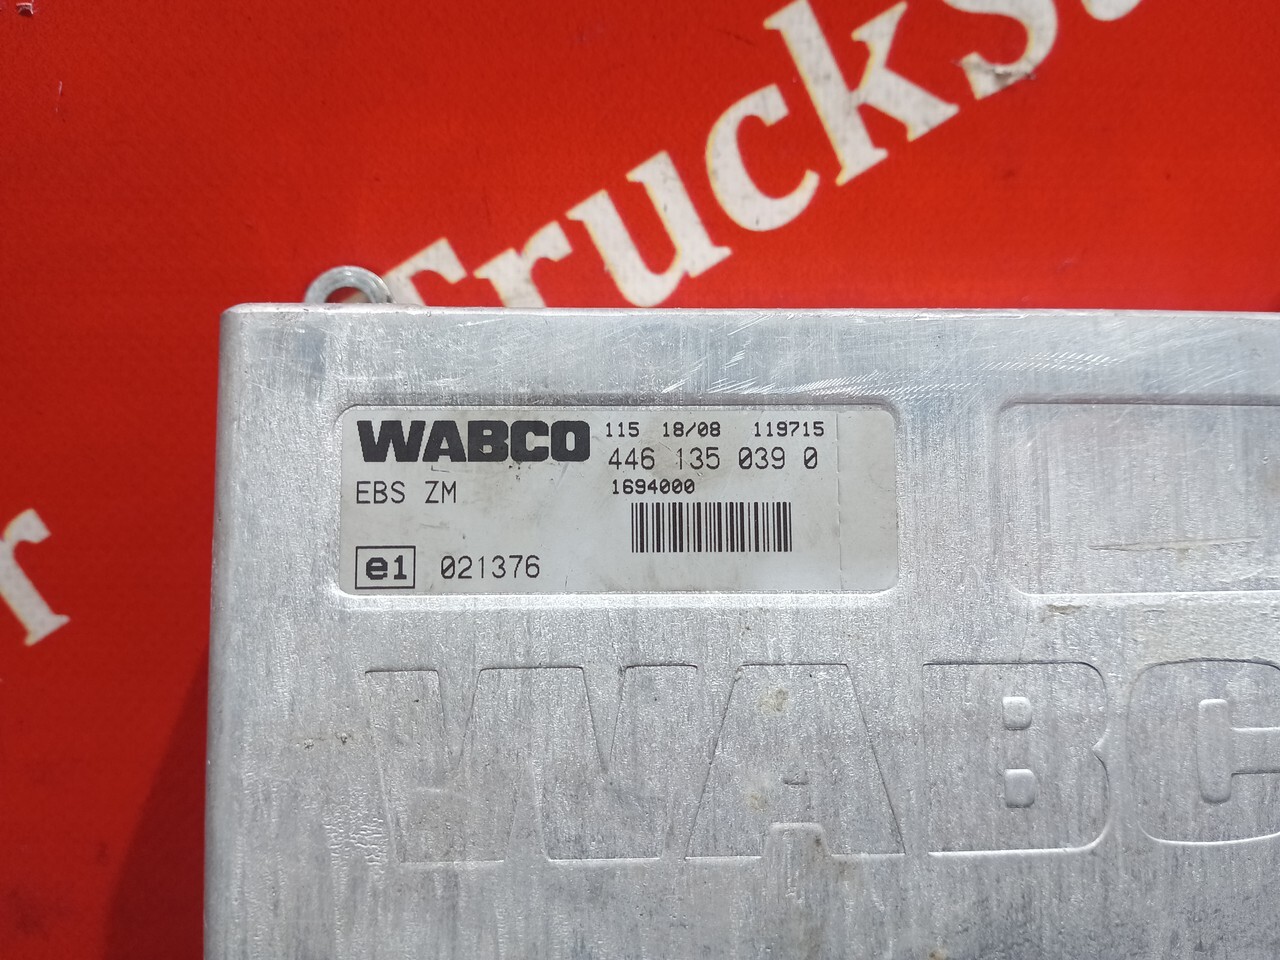 Trucks
r
WABCO 115 18/08 119715
446 135 039 0
EBS ZM 1694000
e1 021376
WABC